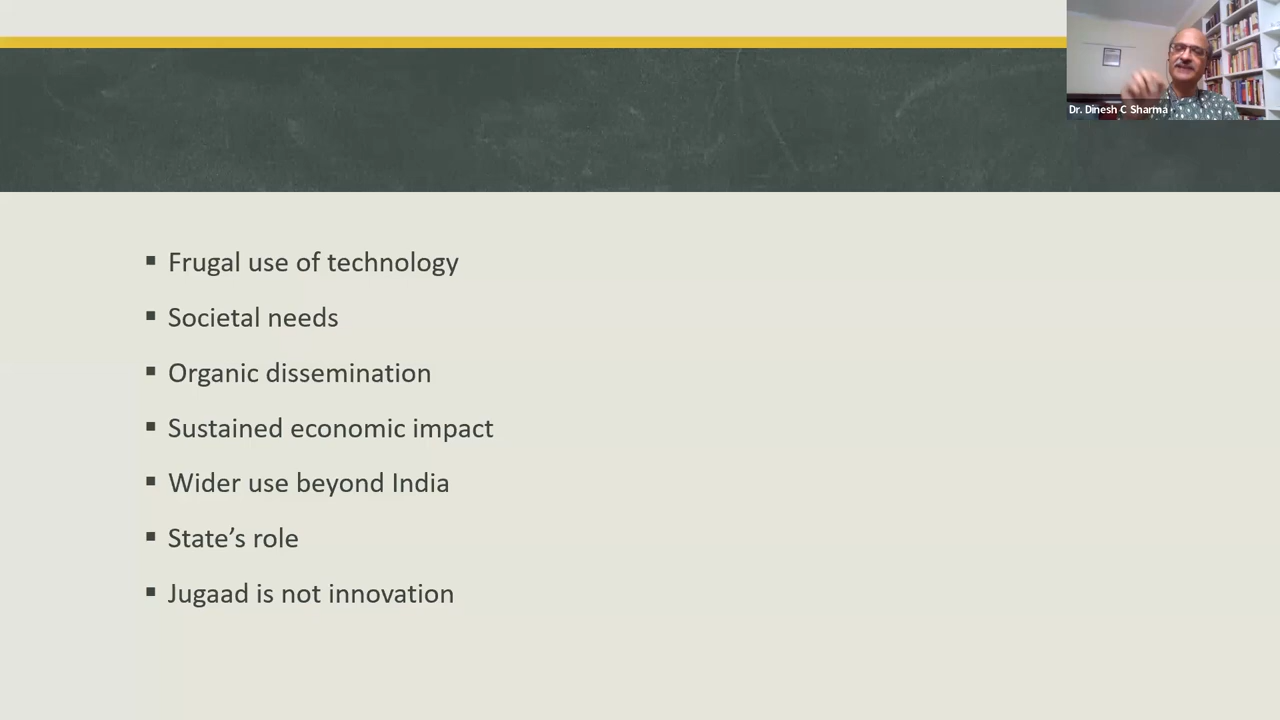 Dr. Dinesh C Sharma
▪ Frugal use of technology
▪ Societal needs
▪ Organic dissemination
▪ Sustained economic impact
▪ Wider use beyond India
▪ State’s role
▪ Jugaad is not innovation